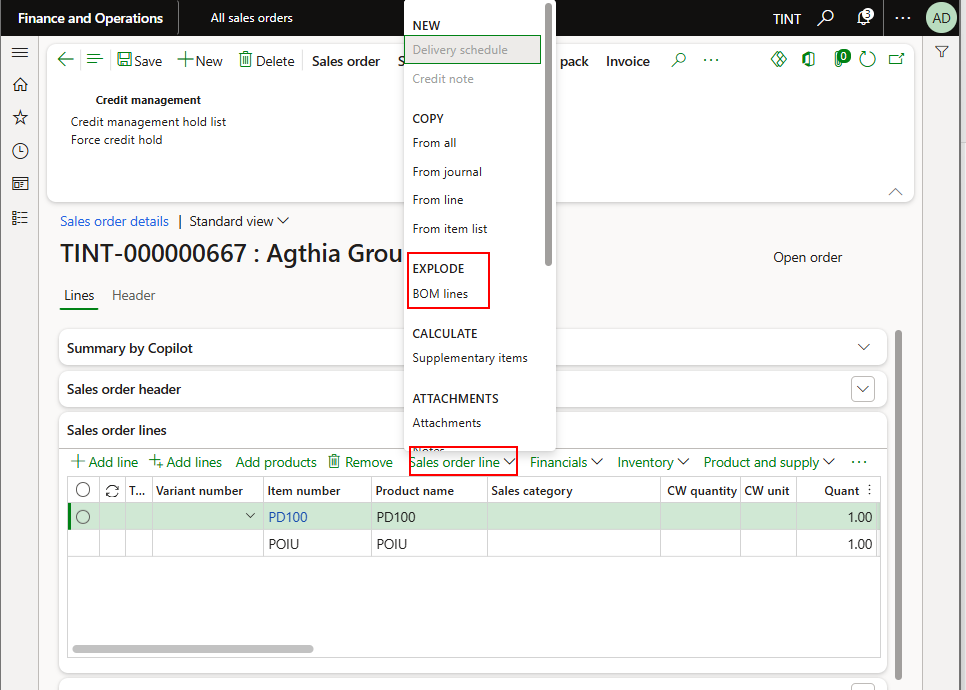 Finance and Operations
All sales orders
TINT
3
AD
Save
New
Delete
Sales order
S
pack
Invoice
0
Credit management
Credit management hold list
Force credit hold
NEW
Delivery schedule
Credit note
COPY
From all
From journal
From line
From item list
EXPLODE
BOM lines
CALCULATE
Supplementary items
ATTACHMENTS
Attachments
Notes
Sales order details | Standard view
TINT-000000667 : Agthia Grou
Open order
Lines Header
Summary by Copilot
Sales order header
Sales order lines
Add line Add lines Add products Remove Sales order line Financials Inventory Product and supply
T... Variant number Item number Product name Sales category CW quantity CW unit Quant
PD100 PD100 1.00
POIU POIU 1.00